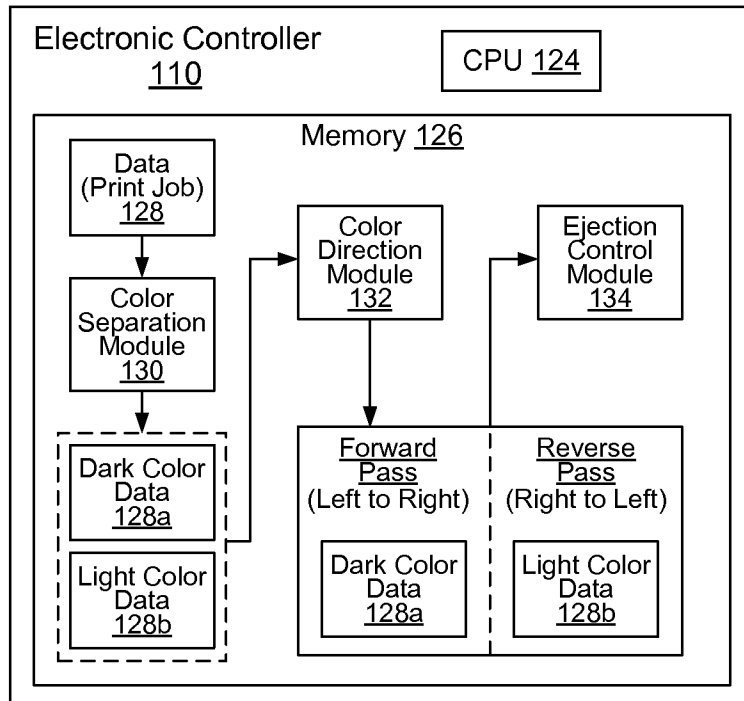 Electronic Controller
110
CPU 124
Memory 126
Data
(Print Job)
128
Color
Separation
Module
130
Dark Color
Data
128a
Light Color
Data
128b
Color
Direction
Module
132
Ejection
Control
Module
134
Forward
Pass
(Left to Right)
Dark Color
Data
128a
Reverse
Pass
(Right to Left)
Light Color
Data
128b